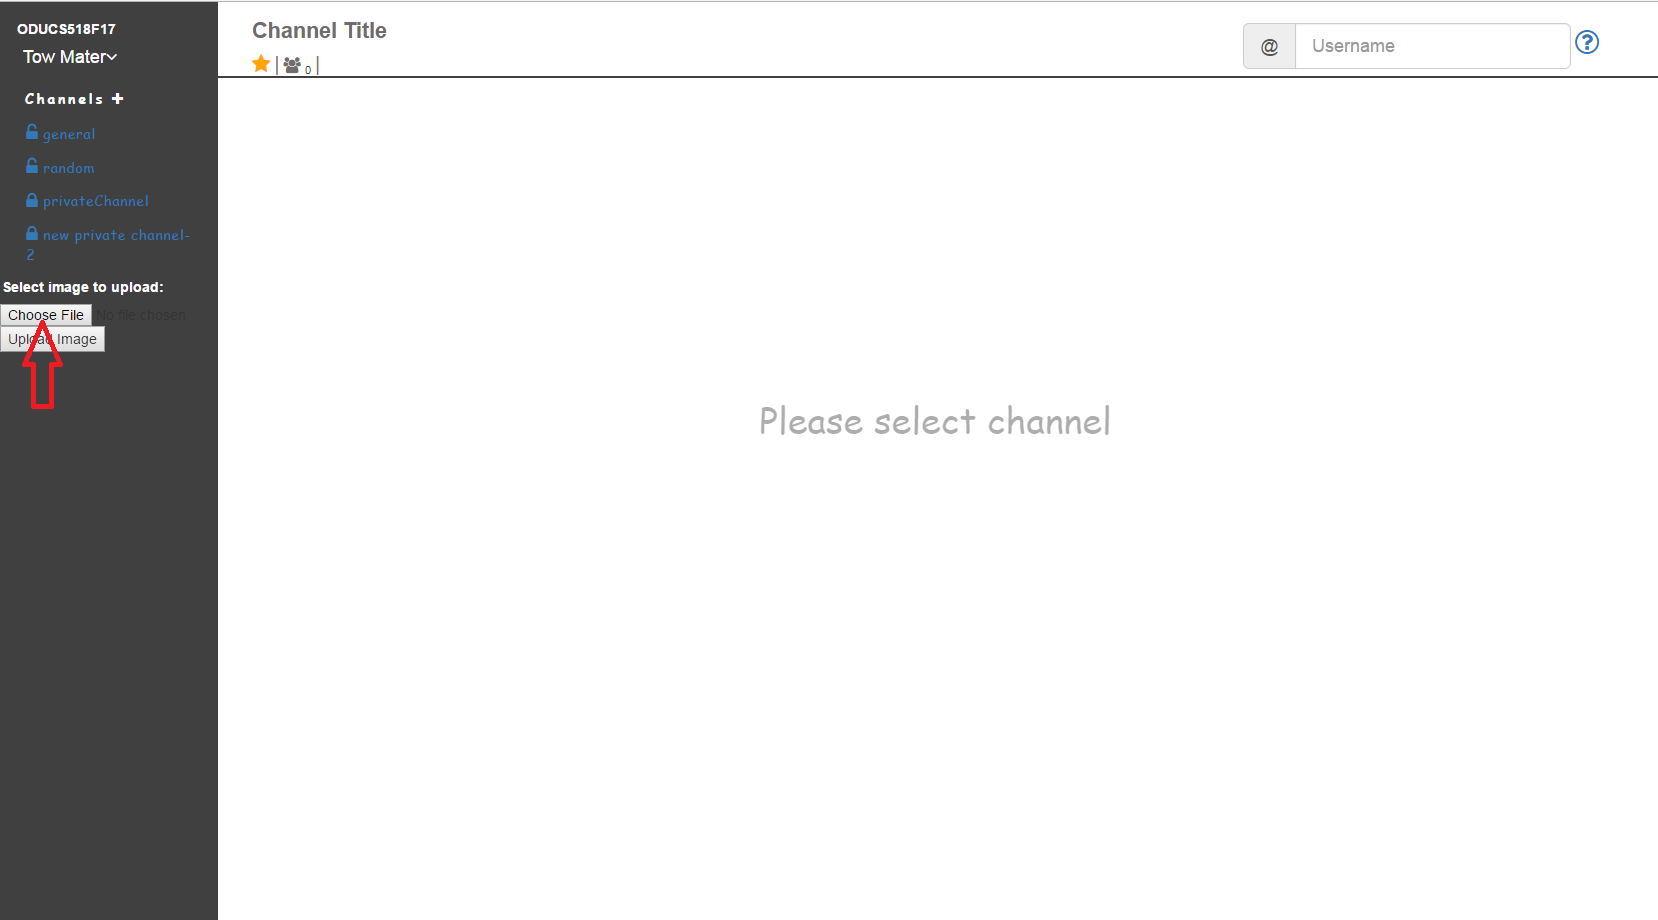 ODUCS518F17
Tow Mater
Channels +
general
random
privateChannel
new private channel-
2
Select image to upload:
Choose File No file chosen
Upload Image
Channel Title
0
@ Username
?
Please select channel